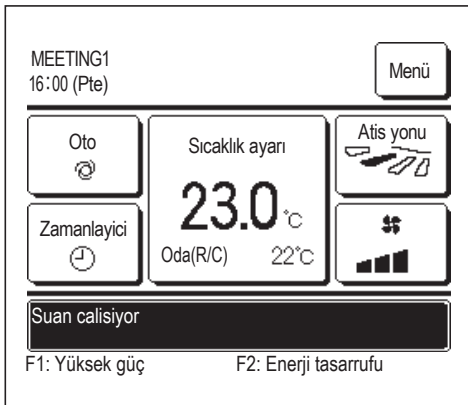 MEETING1
16:00 (Pte)
Menü
Oto
Sıcaklık ayarı
Atis yonu
23.0 °C
Zamanlayici
Oda(R/C) 22°C
Suan calisiyor
F1: Yüksek güç F2: Enerji tasarrufu